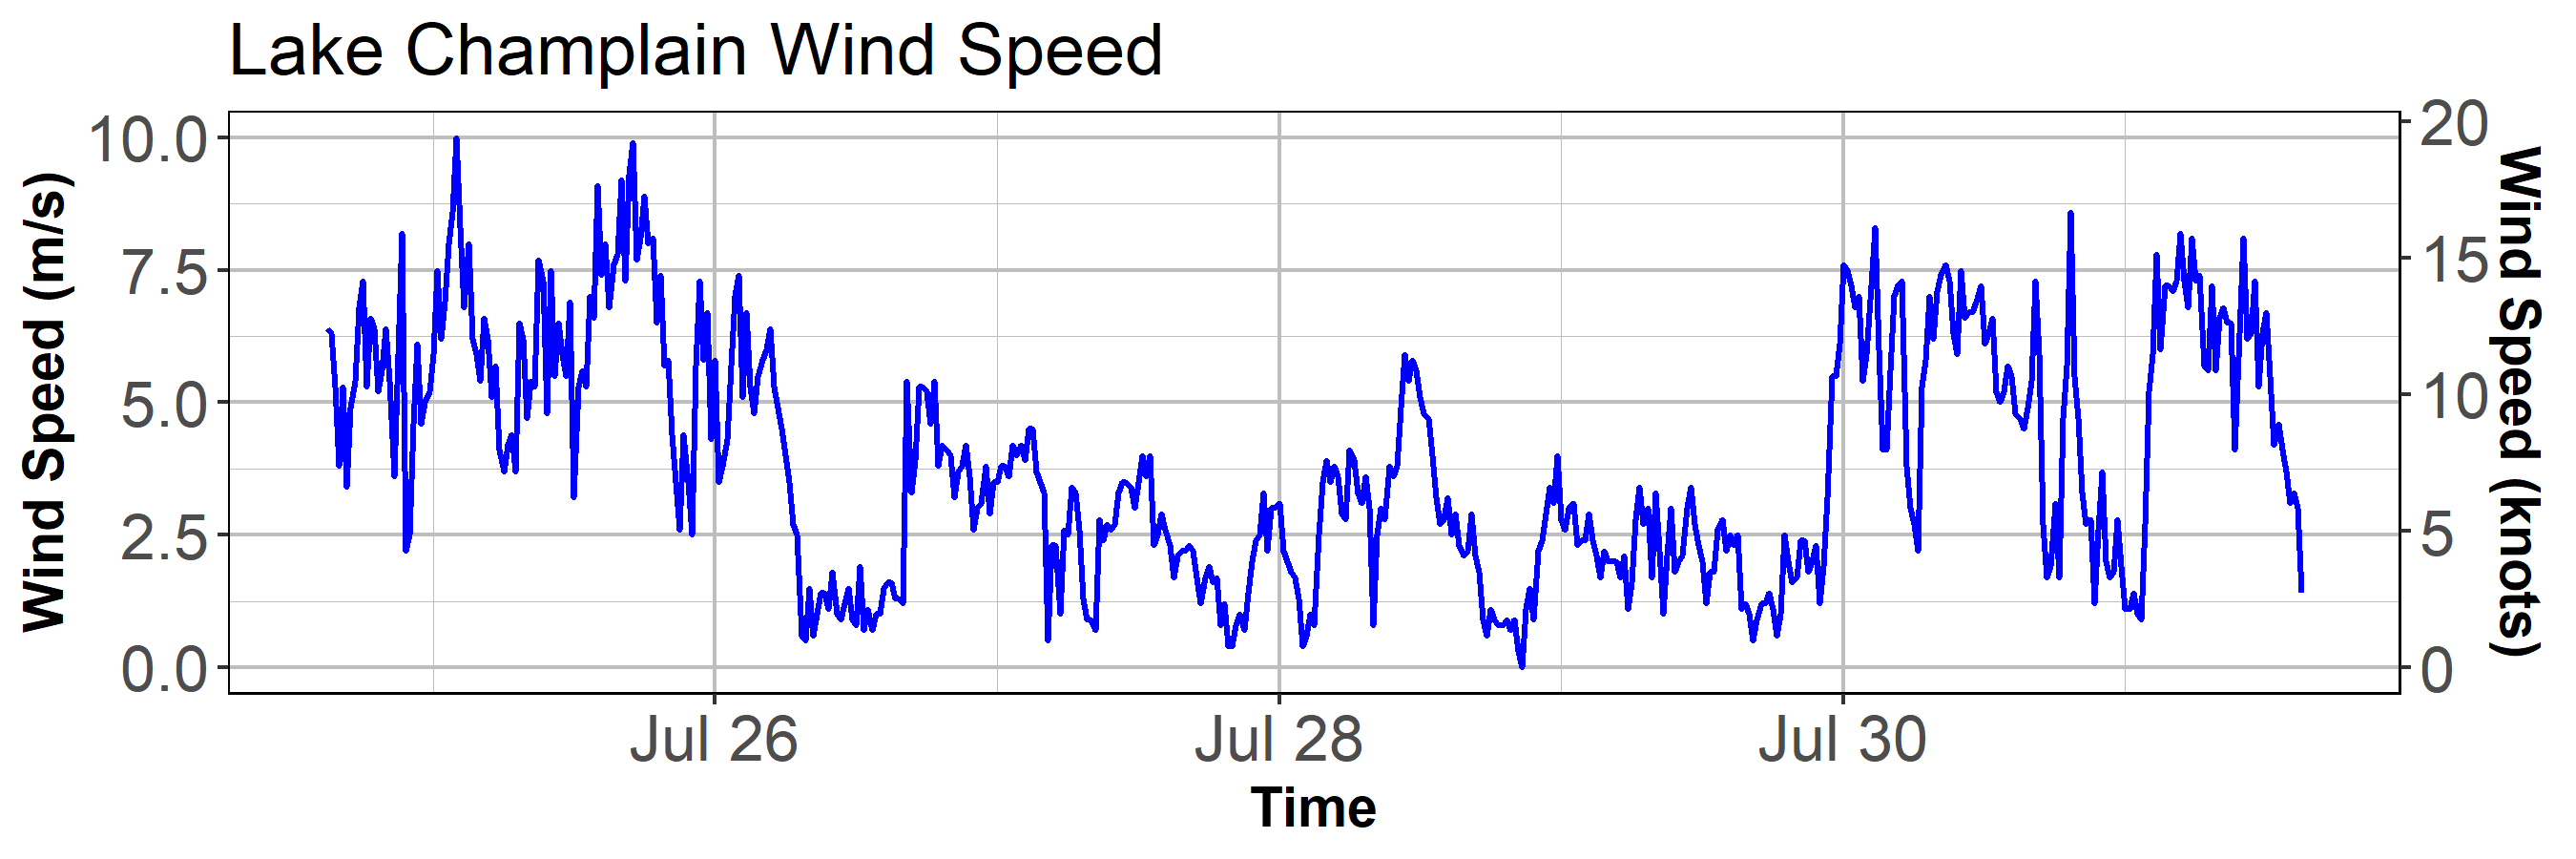 Lake Champlain Wind Speed
Wind Speed (m/s)
10.0
7.5
5.0
2.5
0.0
20
15
10
5
0
Wind Speed (knots)
Jul 26
Jul 28
Jul 30
Time